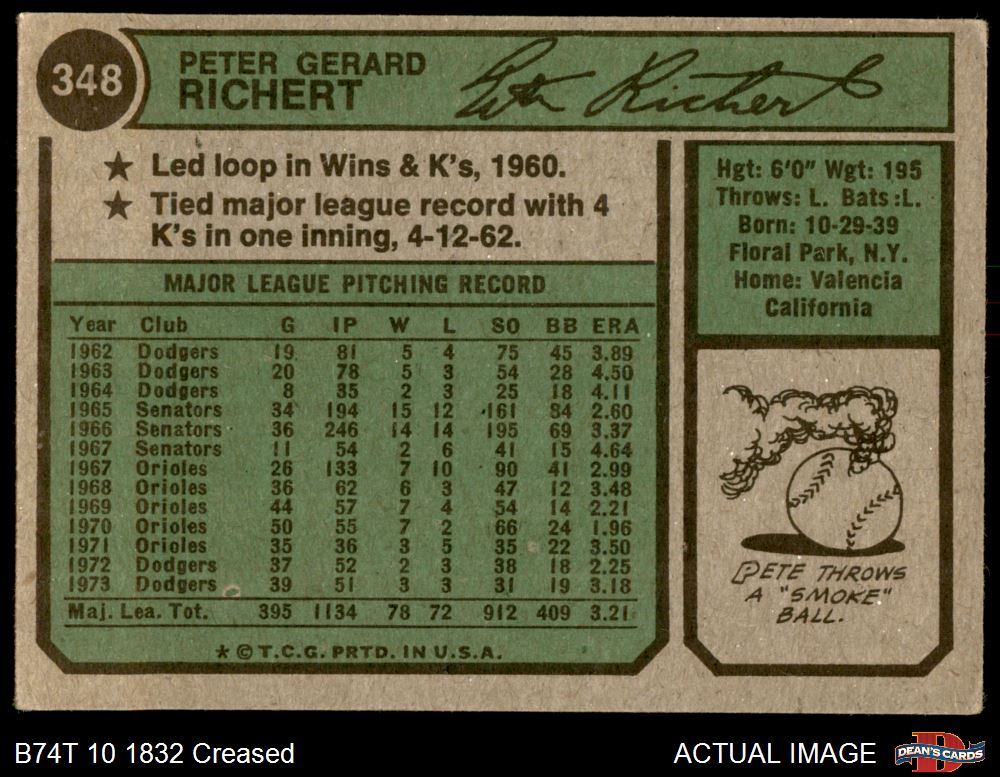 348
PETER GERARD
RICHERT
Pete Richert
★ Led loop in Wins & K's, 1960.
★ Tied major league record with 4
K's in one inning, 4-12-62.
MAJOR LEAGUE PITCHING RECORD
Year Club G IP W L SO BB ERA
1962 Dodgers 19 81 5 4 75 45 3.89
1963 Dodgers 20 78 5 3 54 28 4.50
1964 Dodgers 8 35 2 3 25 18 4.11
1965 Senators 34 194 15 12 161 84 2.60
1966 Senators 36 246 14 14 195 69 3.37
1967 Senators 11 54 2 6 41 15 4.64
1967 Orioles 26 133 7 10 90 41 2.99
1968 Orioles 36 62 6 3 47 12 3.48
1969 Orioles 44 57 7 4 54 14 2.21
1970 Orioles 50 55 7 2 66 24 1.96
1971 Orioles 35 36 3 5 35 22 3.50
1972 Dodgers 37 52 2 3 38 18 2.25
1973 Dodgers 39 51 3 3 31 19 3.18
Maj. Lea. Tot. 395 1134 78 72 912 409 3.21
★ © T.C.G. PRTD. IN U.S.A.
Hgt: 6'0" Wgt: 195
Throws: L. Bats :L.
Born: 10-29-39
Floral Park, N.Y.
Home: Valencia
California
PETE THROWS
A "SMOKE"
BALL.
B74T 10 1832 Creased
ACTUAL IMAGE
D
DEAN'S CARDS